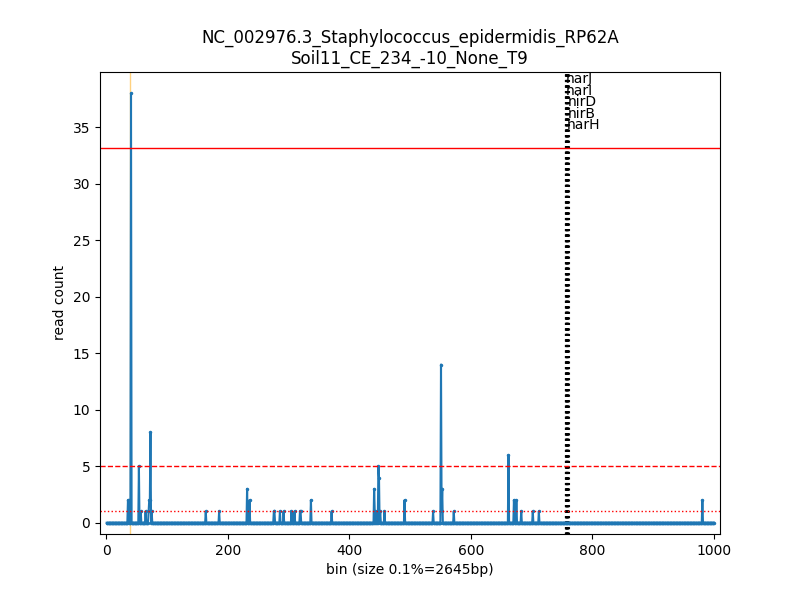 NC_002976.3_Staphylococcus_epidermidis_RP62A
Soil11_CE_234_-10_None_T9
narJ
narI
nirD
nirB
narH
35
30
25
20
15
10
5
0
read count
0 200 400 600 800 1000
bin (size 0.1%=2645bp)